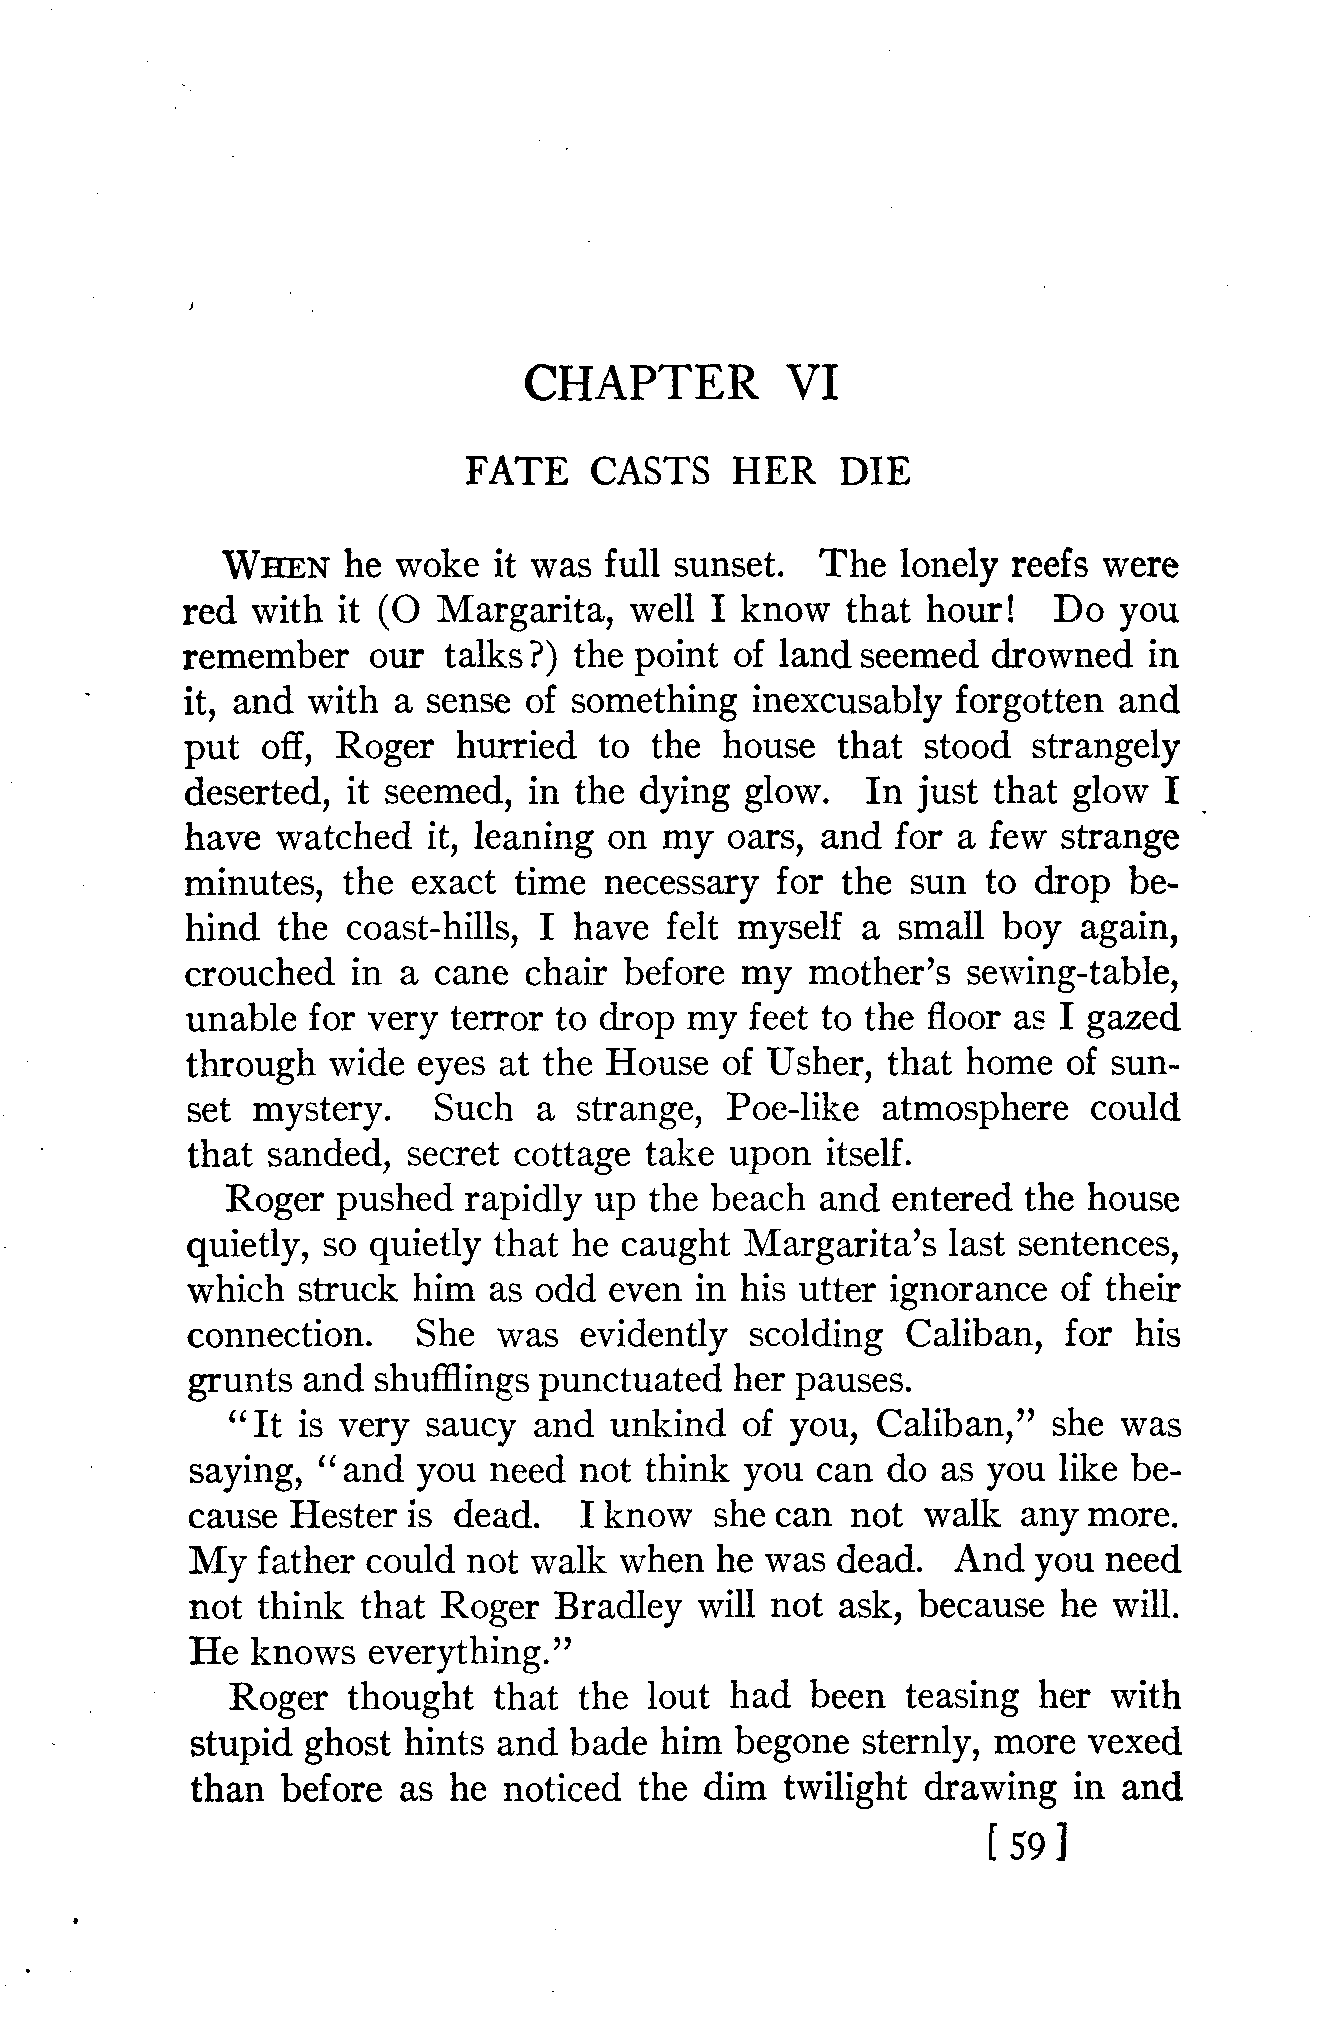 CHAPTER VI
FATE CASTS HER DIE
WHEN he woke it was full sunset. The lonely reefs were
red with it (O Margarita, well I know that hour! Do you
remember our talks?) the point of land seemed drowned in
it, and with a sense of something inexcusably forgotten and
put off, Roger hurried to the house that stood strangely
deserted, it seemed, in the dying glow. In just that glow I
have watched it, leaning on my oars, and for a few strange
minutes, the exact time necessary for the sun to drop be-
hind the coast-hills, I have felt myself a small boy again,
crouched in a cane chair before my mother's sewing-table,
unable for very terror to drop my feet to the floor as I gazed
through wide eyes at the House of Usher, that home of sun-
set mystery. Such a strange, Poe-like atmosphere could
that sanded, secret cottage take upon itself.
Roger pushed rapidly up the beach and entered the house
quietly, so quietly that he caught Margarita's last sentences,
which struck him as odd even in his utter ignorance of their
connection. She was evidently scolding Caliban, for his
grunts and shufflings punctuated her pauses.
"It is very saucy and unkind of you, Caliban," she was
saying, "and you need not think you can do as you like be-
cause Hester is dead. I know she can not walk any more.
My father could not walk when he was dead. And you need
not think that Roger Bradley will not ask, because he will.
He knows everything."
Roger thought that the lout had been teasing her with
stupid ghost hints and bade him begone sternly, more vexed
than before as he noticed the dim twilight drawing in and
[ 59 ]